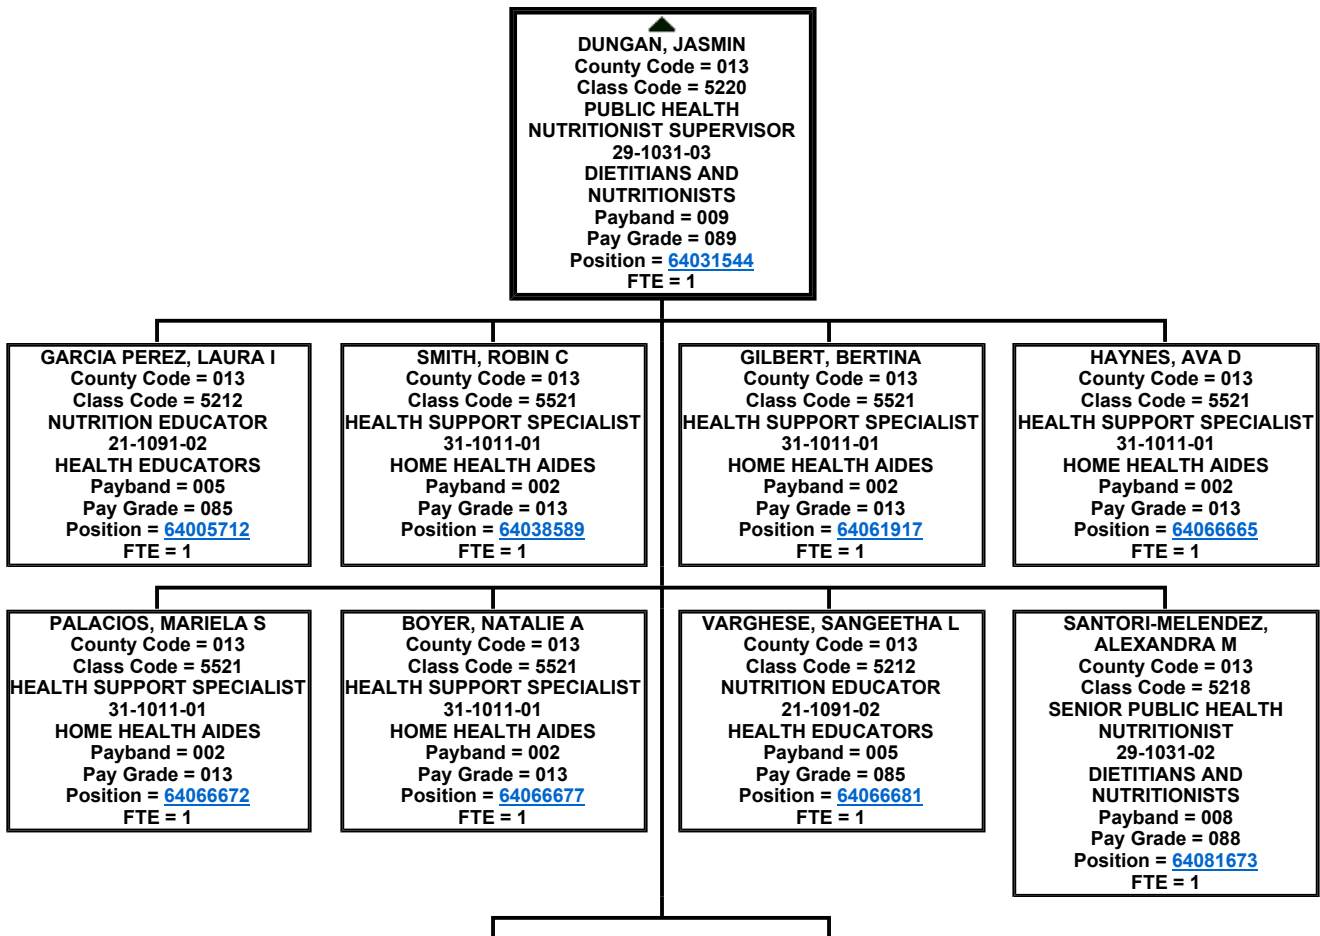 DUNGAN, JASMIN
County Code = 013
Class Code = 5220
PUBLIC HEALTH
NUTRITIONIST SUPERVISOR
29-1031-03
DIETITIANS AND
NUTRITIONISTS
Payband = 009
Pay Grade = 089
Position = 64031544
FTE = 1
GARCIA PEREZ, LAURA I
County Code = 013
Class Code = 5212
NUTRITION EDUCATOR
21-1091-02
HEALTH EDUCATORS
Payband = 005
Pay Grade = 085
Position = 64005712
FTE = 1
SMITH, ROBIN C
County Code = 013
Class Code = 5521
HEALTH SUPPORT SPECIALIST
31-1011-01
HOME HEALTH AIDES
Payband = 002
Pay Grade = 013
Position = 64038589
FTE = 1
GILBERT, BERTINA
County Code = 013
Class Code = 5521
HEALTH SUPPORT SPECIALIST
31-1011-01
HOME HEALTH AIDES
Payband = 002
Pay Grade = 013
Position = 64061917
FTE = 1
HAYNES, AVA D
County Code = 013
Class Code = 5521
HEALTH SUPPORT SPECIALIST
31-1011-01
HOME HEALTH AIDES
Payband = 002
Pay Grade = 013
Position = 64066665
FTE = 1
PALACIOS, MARIELA S
County Code = 013
Class Code = 5521
HEALTH SUPPORT SPECIALIST
31-1011-01
HOME HEALTH AIDES
Payband = 002
Pay Grade = 013
Position = 64066672
FTE = 1
BOYER, NATALIE A
County Code = 013
Class Code = 5521
HEALTH SUPPORT SPECIALIST
31-1011-01
HOME HEALTH AIDES
Payband = 002
Pay Grade = 013
Position = 64066677
FTE = 1
VARGHESE, SANGEETHA L
County Code = 013
Class Code = 5212
NUTRITION EDUCATOR
21-1091-02
HEALTH EDUCATORS
Payband = 005
Pay Grade = 085
Position = 64066681
FTE = 1
SANTORI-MELENDEZ,
ALEXANDRA M
County Code = 013
Class Code = 5218
SENIOR PUBLIC HEALTH
NUTRITIONIST
29-1031-02
DIETITIANS AND
NUTRITIONISTS
Payband = 008
Pay Grade = 088
Position = 64081673
FTE = 1